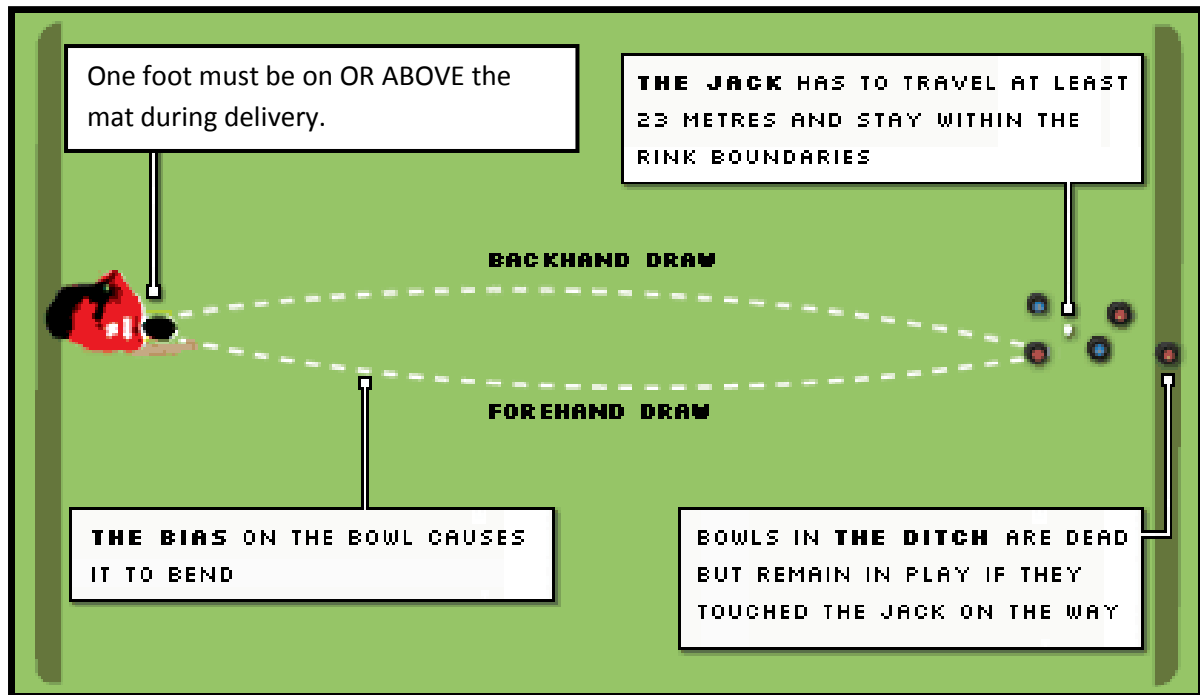 One foot must be on OR ABOVE the
mat during delivery.
THE JACK HAS TO TRAVEL AT LEAST
23 METRES AND STAY WITHIN THE
RINK BOUNDARIES
BACKHAND DRAW
FOREHAND DRAW
THE BIAS ON THE BOWL CAUSES
IT TO BEND
BOWLS IN THE DITCH ARE DEAD
BUT REMAIN IN PLAY IF THEY
TOUCHED THE JACK ON THE WAY